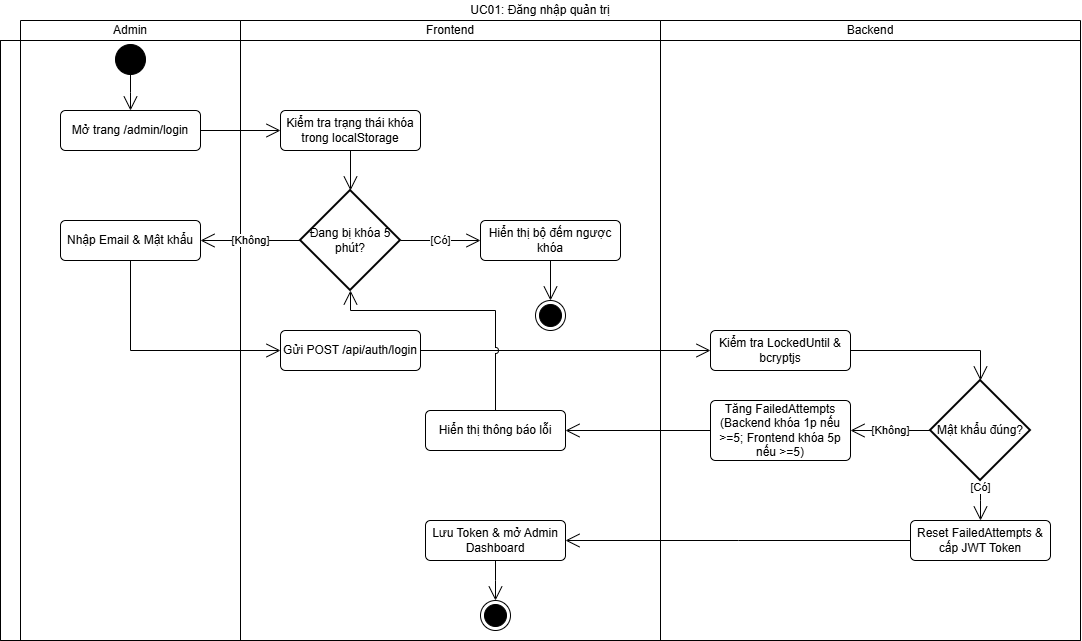 UC01: Đăng nhập quản trị
Admin
Frontend
Backend
Mở trang /admin/login
Kiểm tra trạng thái khóa
trong localStorage
Nhập Email & Mật khẩu
[Không]
Đang bị khóa 5
phút?
[Có]
Hiển thị bộ đếm ngược
khóa
Gửi POST /api/auth/login
Kiểm tra LockedUntil &
bcryptjs
Hiển thị thông báo lỗi
Tăng FailedAttempts
(Backend khóa 1p nếu
>=5; Frontend khóa 5p
nếu >=5)
[Không]
Mật khẩu đúng?
[Có]
Lưu Token & mở Admin
Dashboard
Reset FailedAttempts &
cấp JWT Token